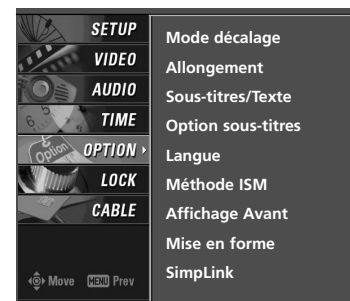 SETUP
VIDEO
AUDIO
TIME
OPTION
LOCK
CABLE
Move MENU Prev
Mode décalage
Allongement
Sous-titres/Texte
Option sous-titres
Langue
Méthode ISM
Affichage Avant
Mise en forme
SimpLink